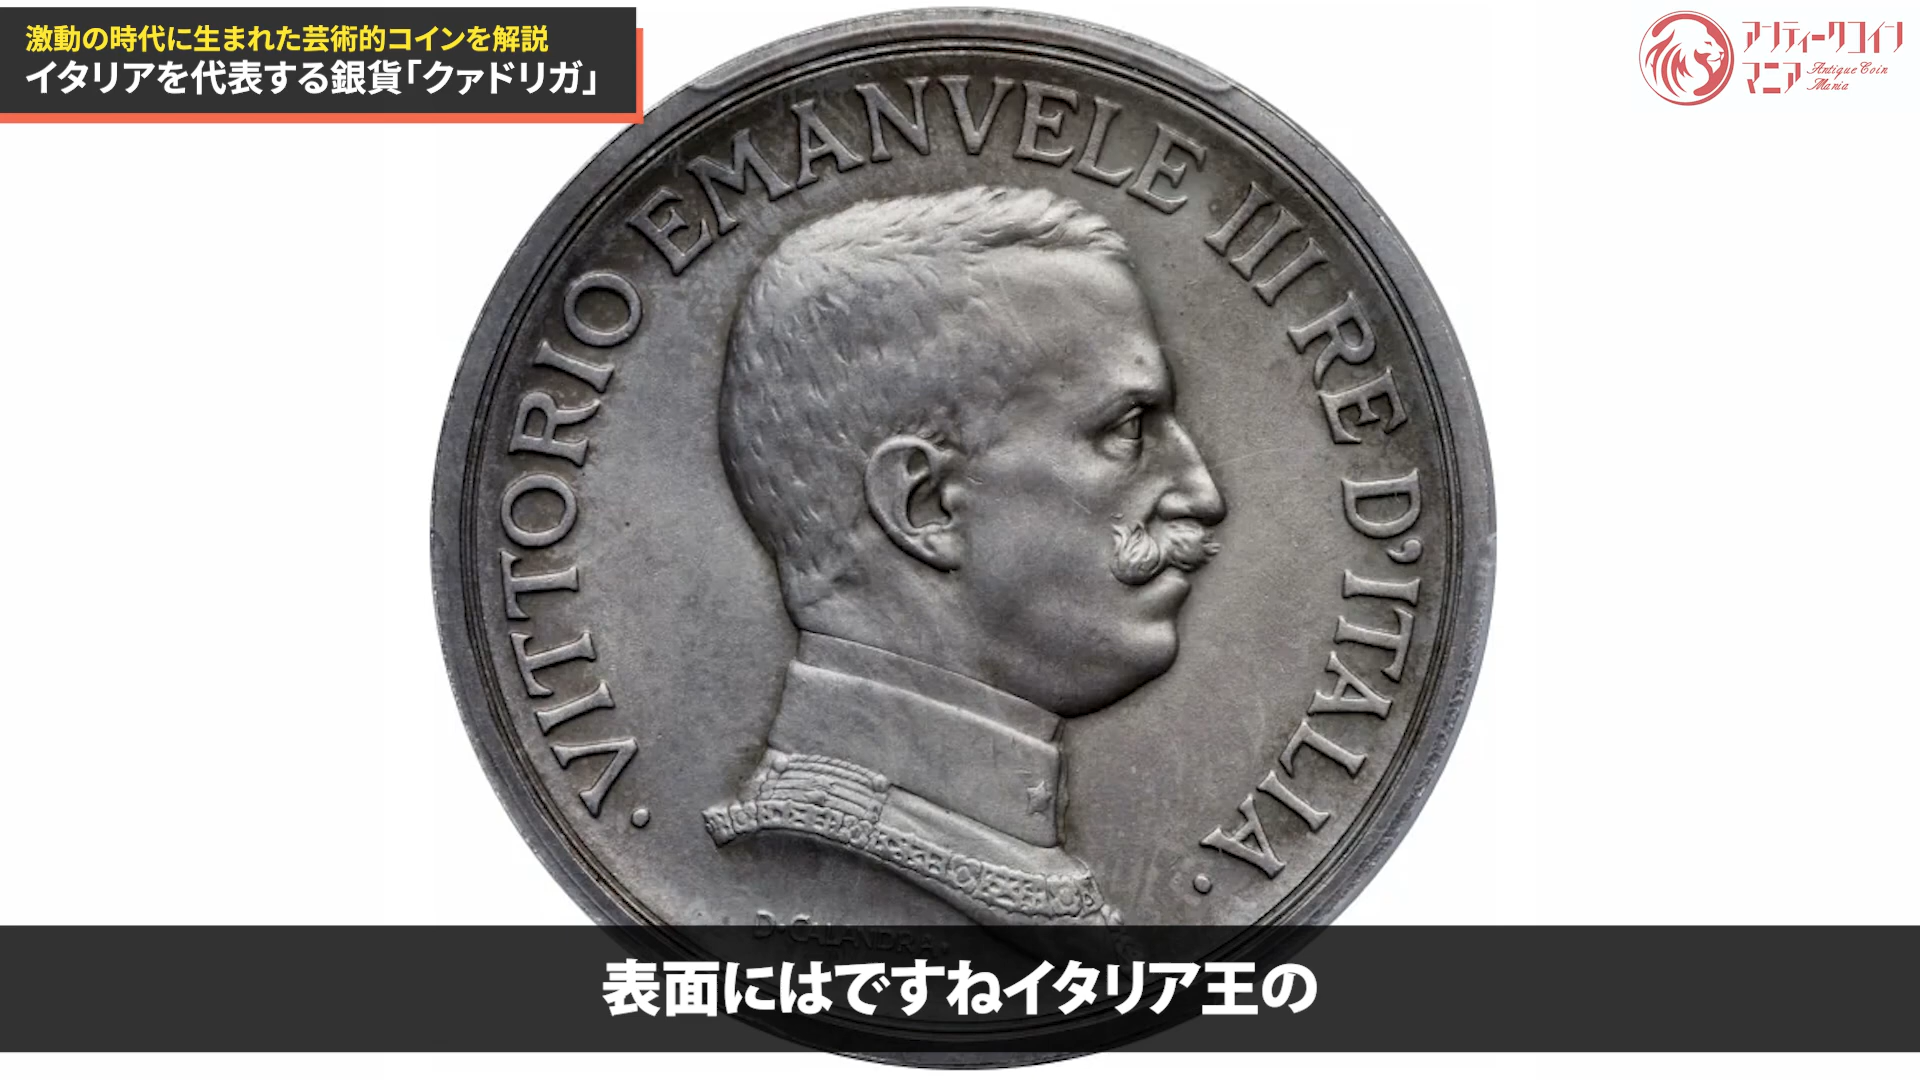 激動の時代に生まれた芸術的コインを解説
イタリアを代表する銀貨「クァドリガ」
アンティークコイン
マニア
Antique Coin
Mania
· VITTORIO EMANVELE III RE D'ITALIA ·
D·CALANDRA·
表面にはですねイタリア王の